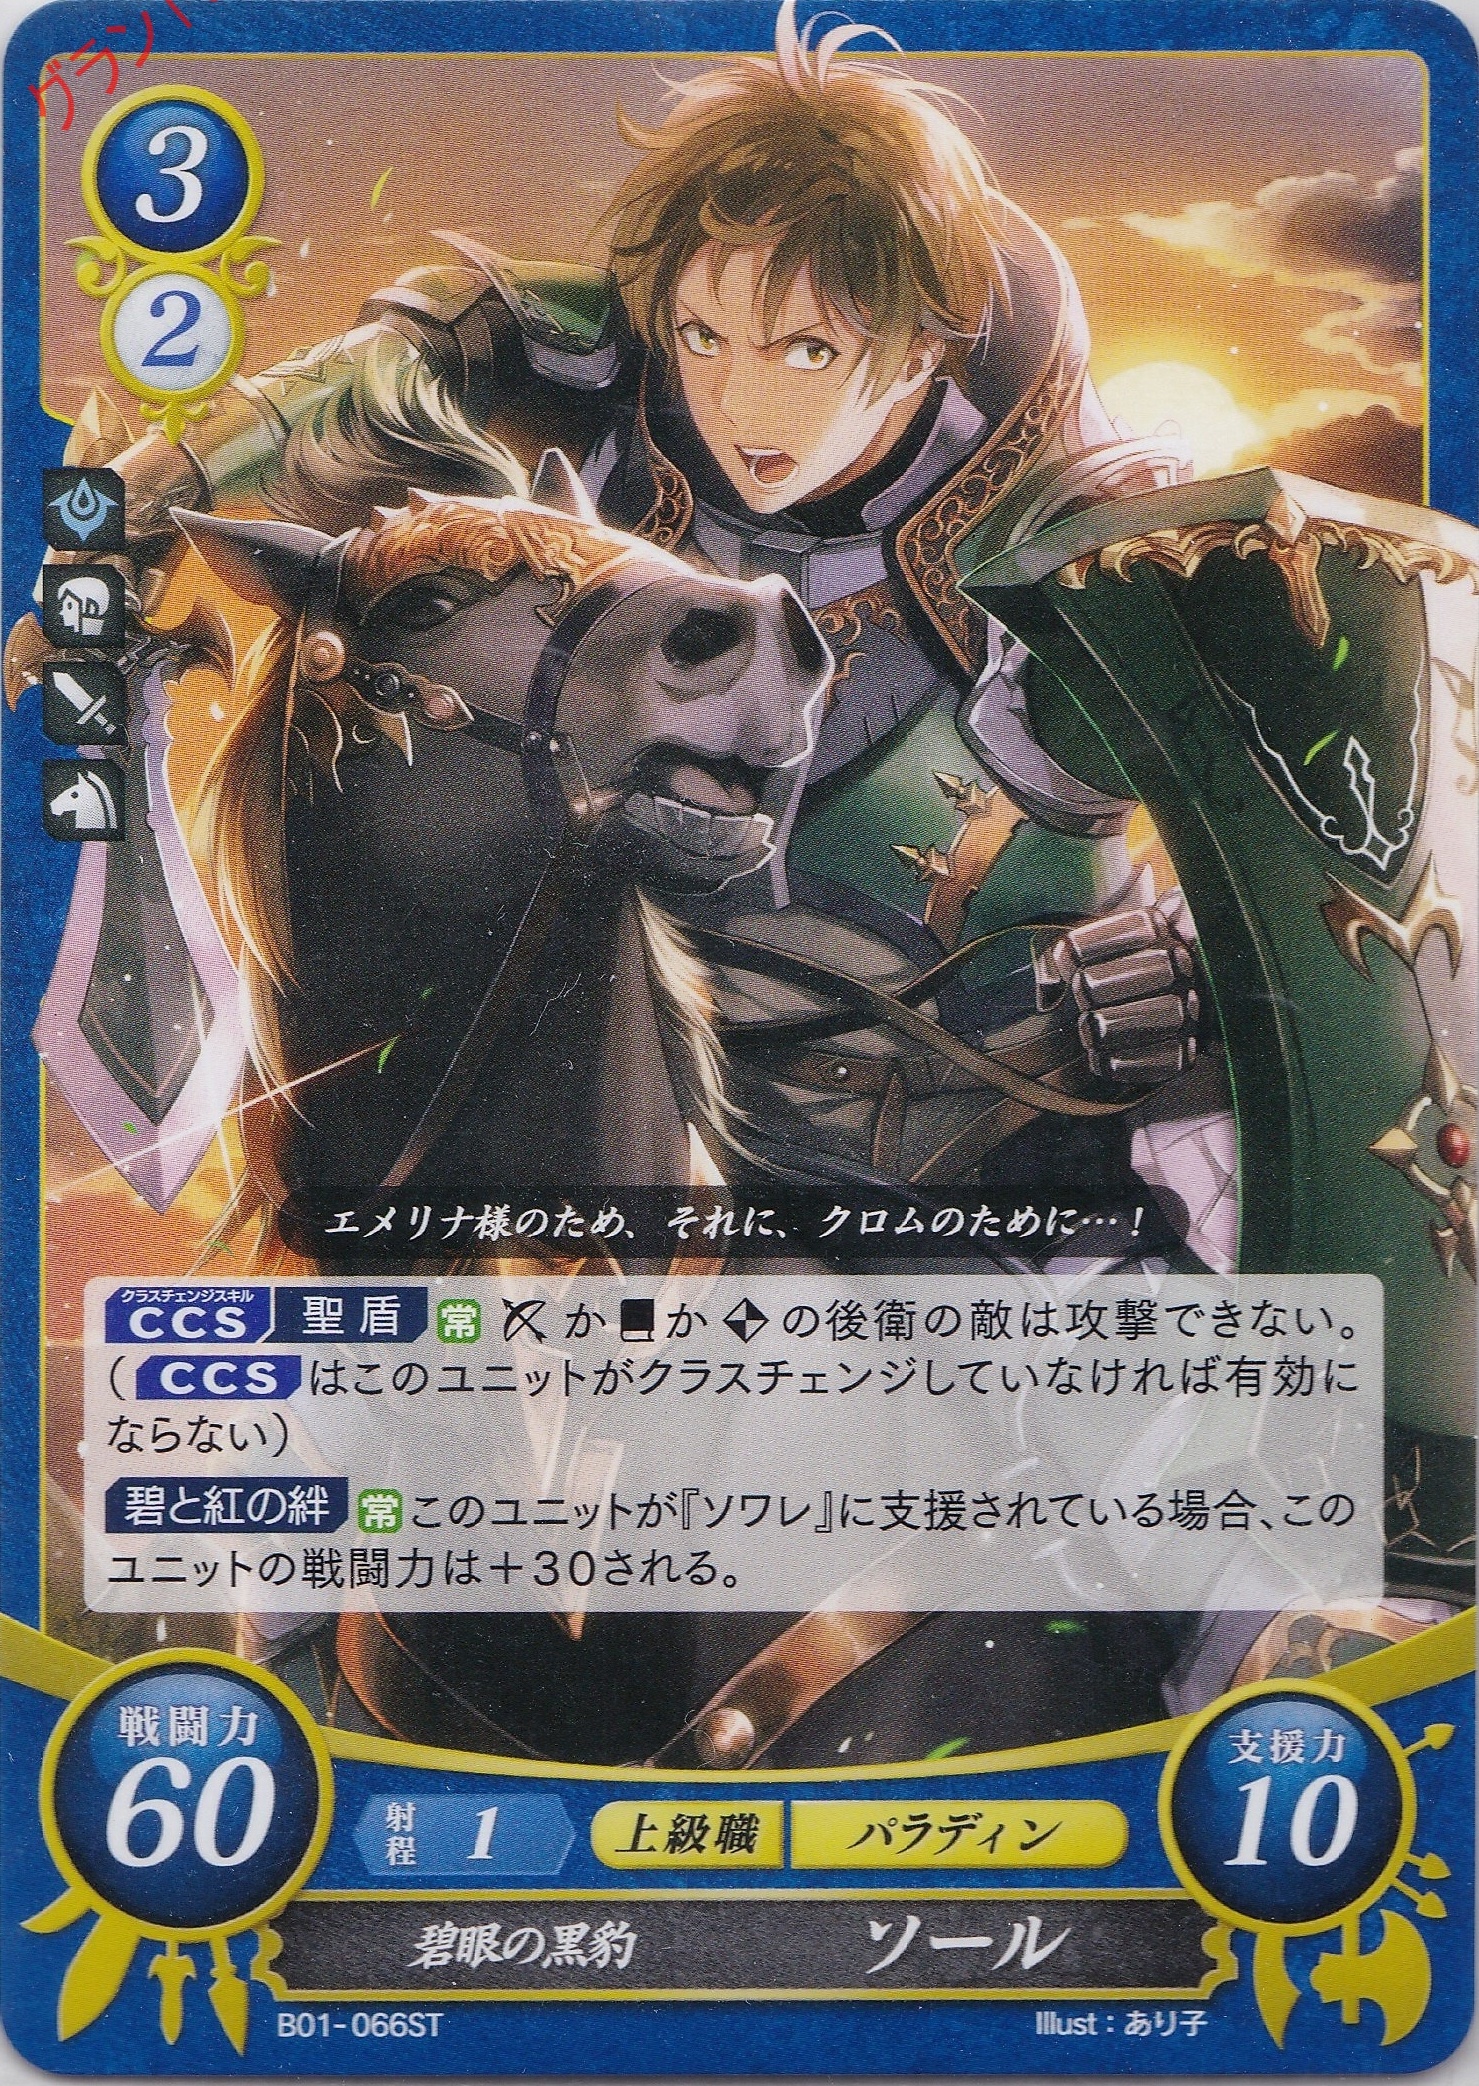 グラン
3
2
エメリナ様のため、それに、クロムのために…！
クラスチェンジスキル
CCS 聖盾 常 か か の後衛の敵は攻撃できない。
（CCSはこのユニットがクラスチェンジしていなければ有効に
ならない）
碧と紅の絆 常 このユニットが『ソワレ』に支援されている場合、この
ユニットの戦闘力は＋30される。
戦闘力
60
射程 1 上級職 パラディン
支援力
10
碧眼の黒豹 ソール
B01-066ST Illust：あり子